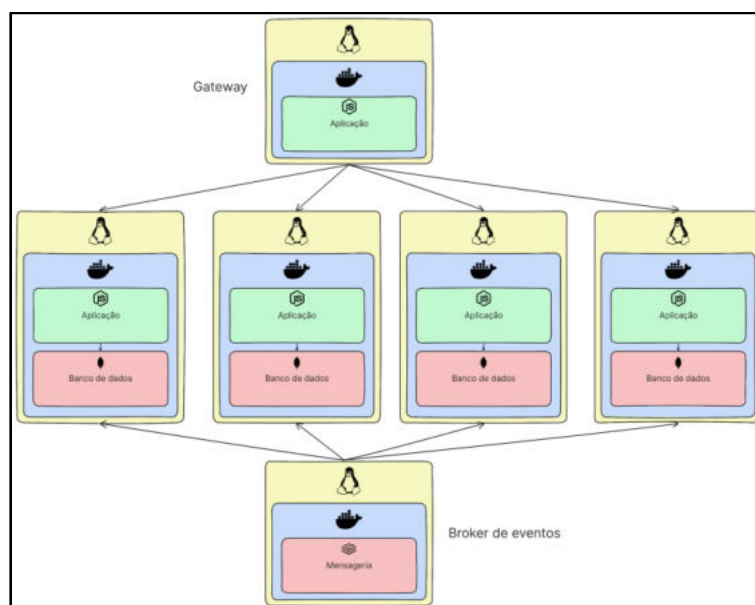 Gateway
Aplicação
Aplicação
Banco de dados
Aplicação
Banco de dados
Aplicação
Banco de dados
Aplicação
Banco de dados
Broker de eventos
Mensageria